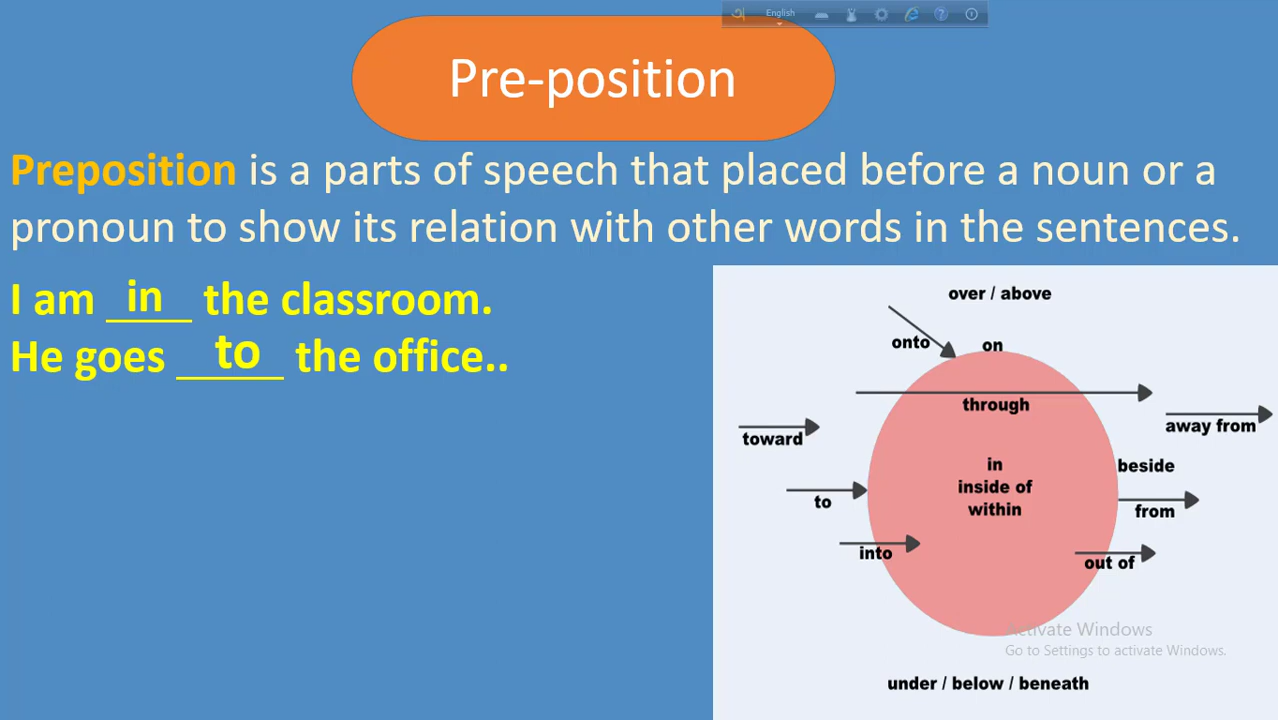 অ English
Pre-position
Preposition is a parts of speech that placed before a noun or a
pronoun to show its relation with other words in the sentences.
I am in the classroom.
He goes to the office..
over / above
onto
on
through
toward
away from
in
beside
inside of
to
within
from
into
out of
Activate Windows
Go to Settings to activate Windows.
under / below / beneath